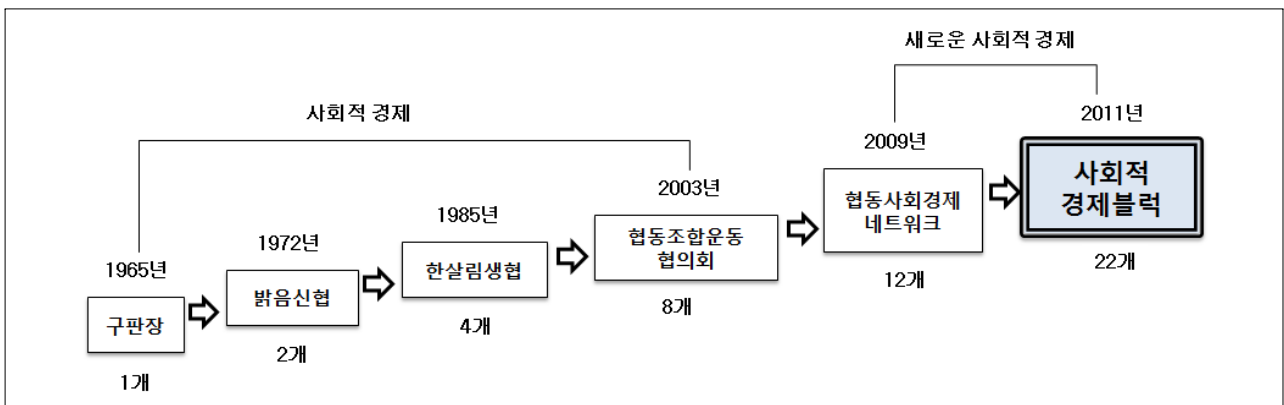 새로운 사회적 경제
사회적 경제
1965년
구판장
1개
1972년
밝음신협
2개
1985년
한살림생협
4개
2003년
협동조합운동
협의회
8개
2009년
협동사회경제
네트워크
12개
2011년
사회적
경제블럭
22개